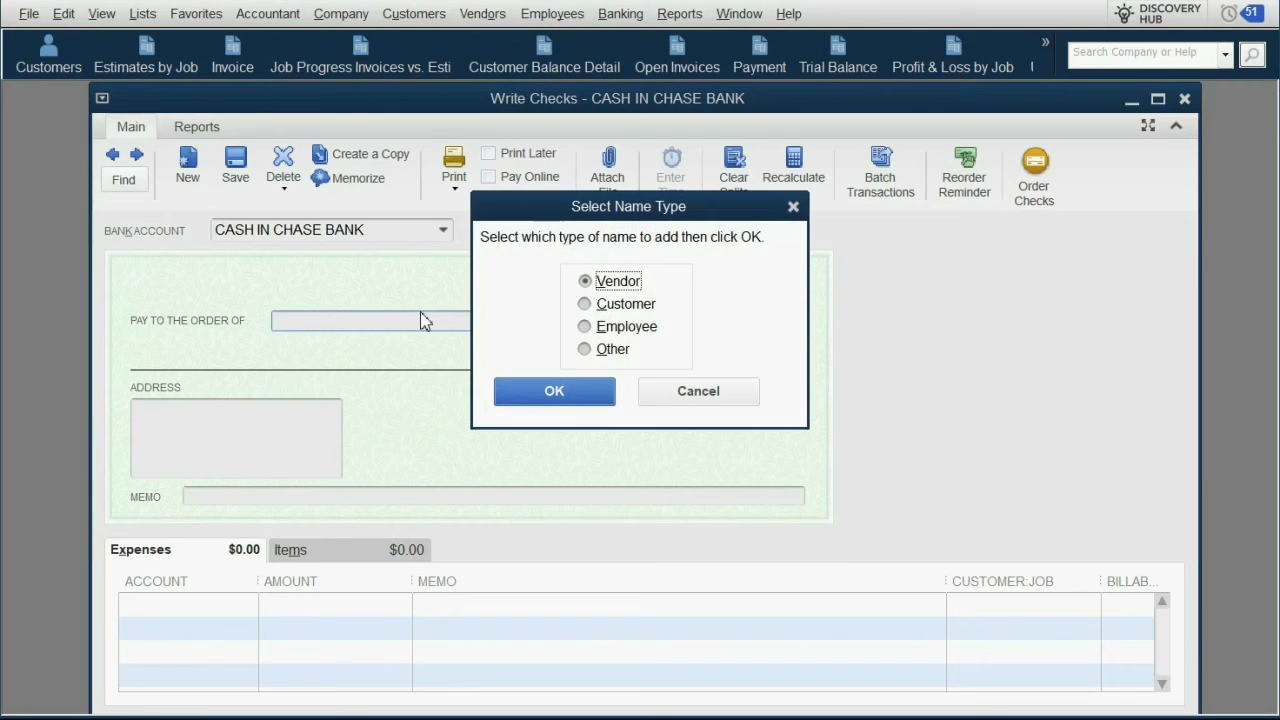 File Edit View Lists Favorites Accountant Company Customers Vendors Employees Banking Reports Window Help
DISCOVERY HUB
51
Customers Estimates by Job Invoice Job Progress Invoices vs. Esti Customer Balance Detail Open Invoices Payment Trial Balance Profit & Loss by Job
»
Search Company or Help
Write Checks - CASH IN CHASE BANK
Main Reports
Find
New
Save
Delete
Create a Copy
Memorize
Print
Print Later
Pay Online
Attach File
Enter Time
Clear Splits
Recalculate
Batch Transactions
Reorder Reminder
Order Checks
BANK ACCOUNT CASH IN CHASE BANK
Select Name Type
Select which type of name to add then click OK.
Vendor
Customer
Employee
Other
OK Cancel
PAY TO THE ORDER OF
ADDRESS
MEMO
Expenses $0.00 Items $0.00
ACCOUNT AMOUNT MEMO CUSTOMER:JOB BILLAB...